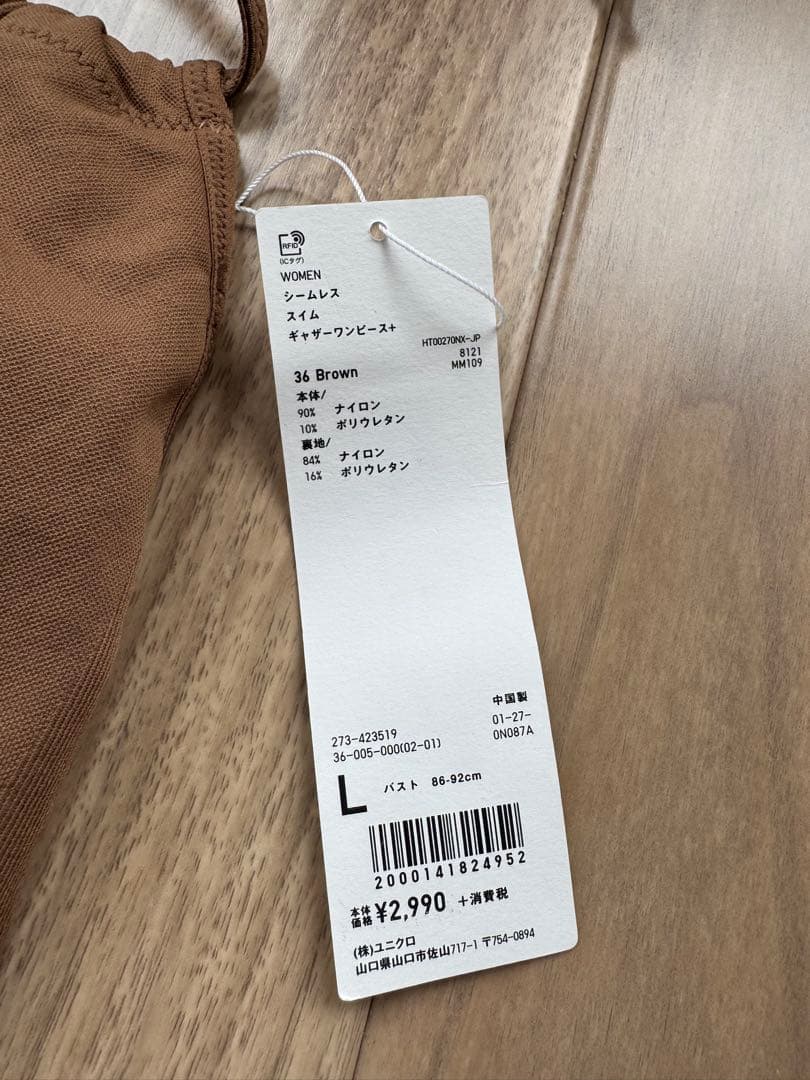 RFID
(ICタグ)
WOMEN
シームレス
スイム
ギャザーワンピース+
HT00270NX-JP
8121
MM109
36 Brown
本体/
90% ナイロン
10% ポリウレタン
裏地/
84% ナイロン
16% ポリウレタン
中国製
273-423519
36-005-000(02-01)
01-27-
0N087A
L バスト 86-92cm
2000141824952
本体価格 ¥2,990 +消費税
(株)ユニクロ
山口県山口市佐山717-1 〒754-0894